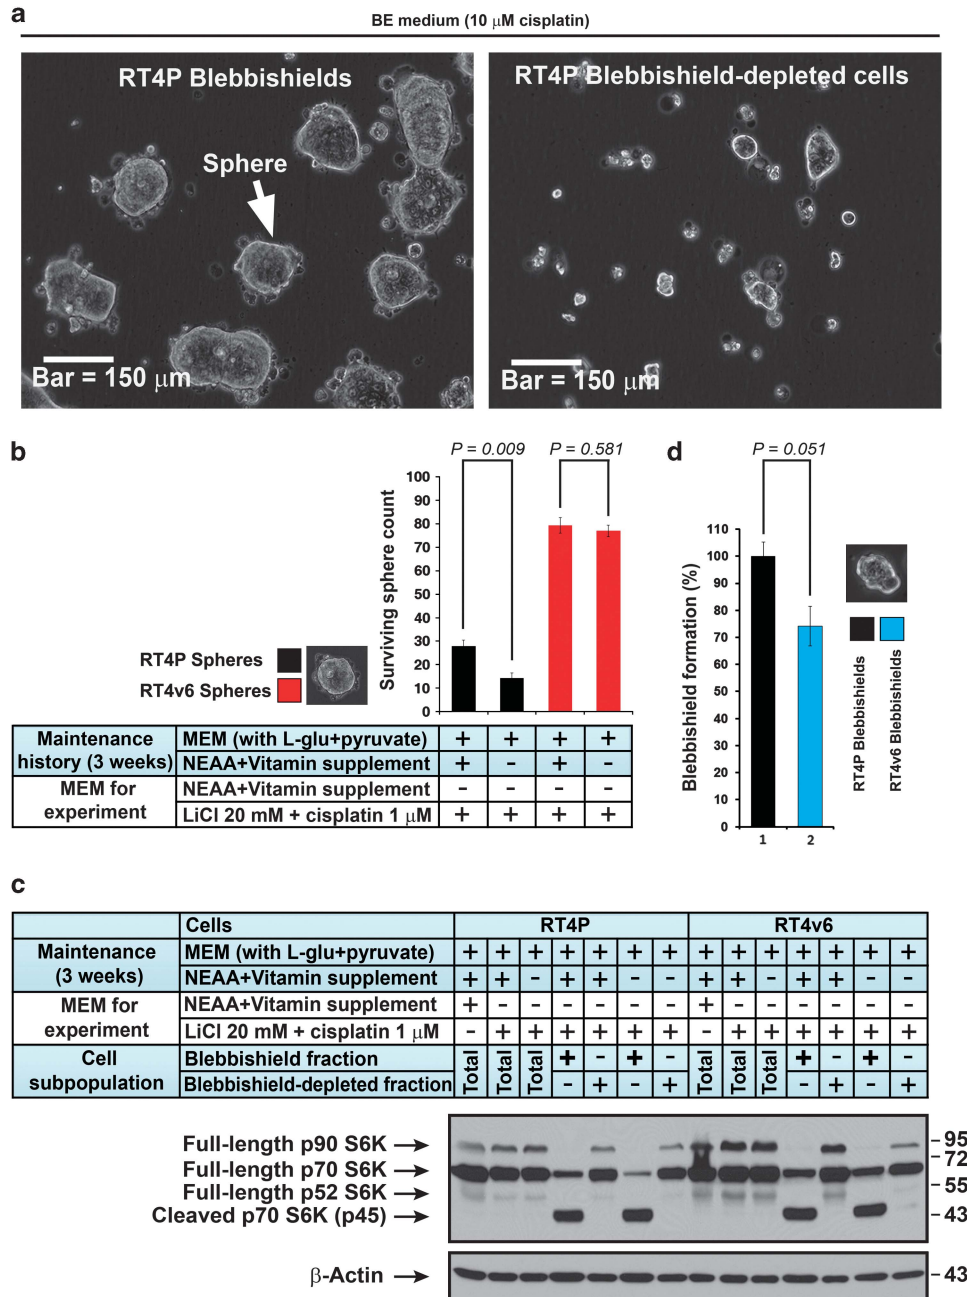 a
BE medium (10 μM cisplatin)
RT4P Blebbishields
Sphere
Bar = 150 μm
RT4P Blebbishield-depleted cells
Bar = 150 μm
b
P = 0.009
P = 0.581
Surviving sphere count
100
90
80
70
60
50
40
30
20
10
0
RT4P Spheres
RT4v6 Spheres
Maintenance history (3 weeks)
MEM (with L-glu+pyruvate) + + + +
NEAA+Vitamin supplement + - + -
MEM for experiment
NEAA+Vitamin supplement - - - -
LiCl 20 mM + cisplatin 1 μM + + + +
d
P = 0.051
Blebbishield formation (%)
110
100
90
80
70
60
50
40
30
20
10
0
1 2
RT4P Blebbishields
RT4v6 Blebbishields
c
Cells RT4P RT4v6
Maintenance (3 weeks)
MEM (with L-glu+pyruvate) + + + + + + + + + + + + + +
NEAA+Vitamin supplement + + - + + - - + + - + + - -
MEM for experiment
NEAA+Vitamin supplement + - - - - - - + - - - - - -
LiCl 20 mM + cisplatin 1 μM - + + + + + + - + + + + + +
Cell subpopulation
Blebbishield fraction Total Total Total + - + - Total Total Total + - + -
Blebbishield-depleted fraction - + - + - + - +
Full-length p90 S6K
Full-length p70 S6K
Full-length p52 S6K
Cleaved p70 S6K (p45)
95
72
55
43
β-Actin
43